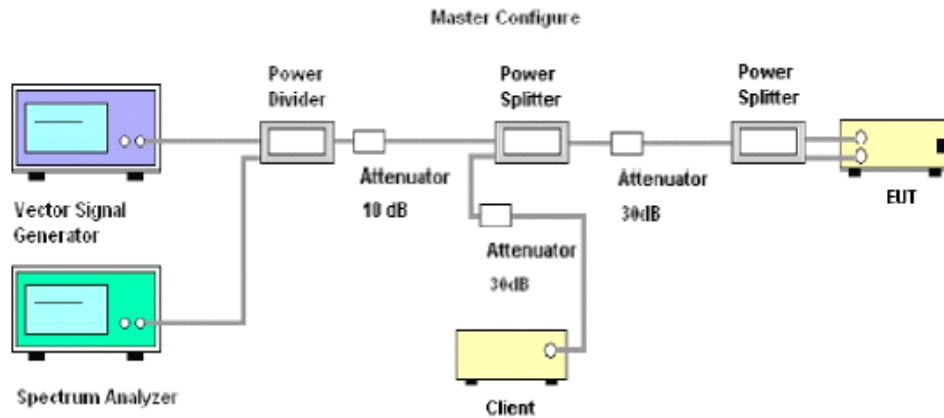 Master Configure
Power
Divider
Power
Splitter
Power
Splitter
Attenuator
10 dB
Attenuator
30dB
EUT
Vector Signal
Generator
Attenuator
30dB
Spectrum Analyzer
Client